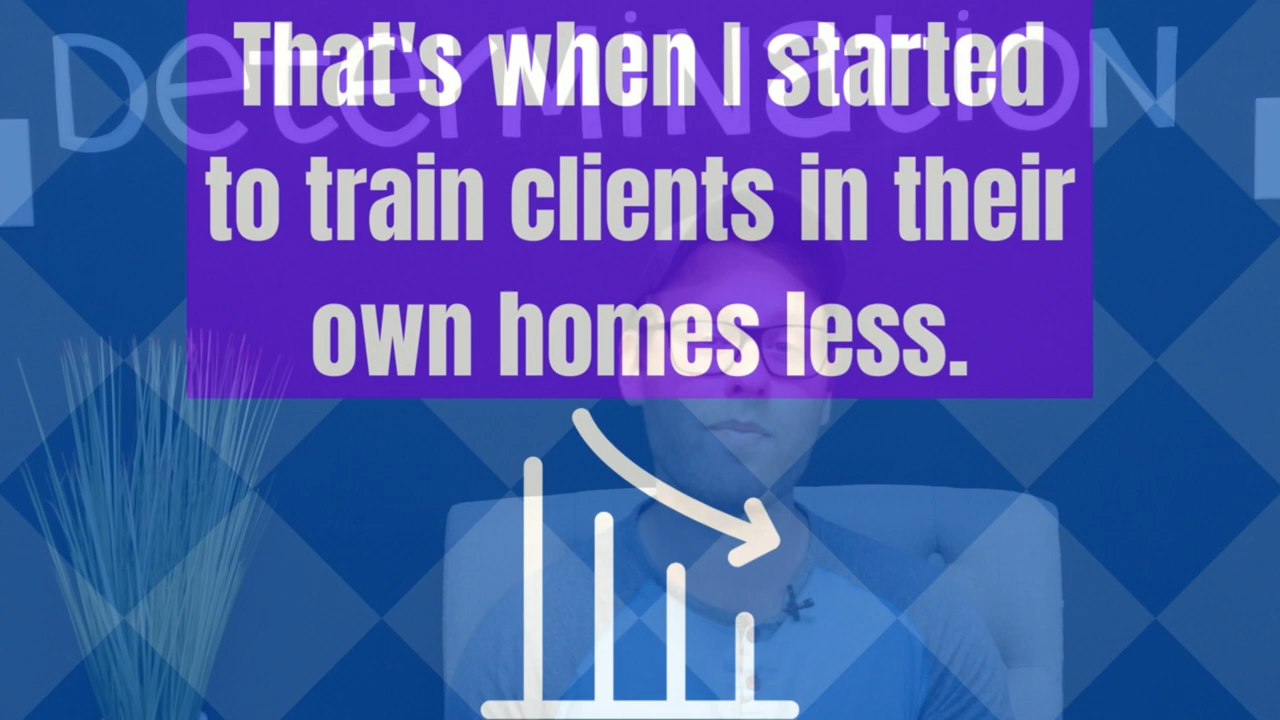 DeterMiNatioN
That's when I started
to train clients in their
own homes less.